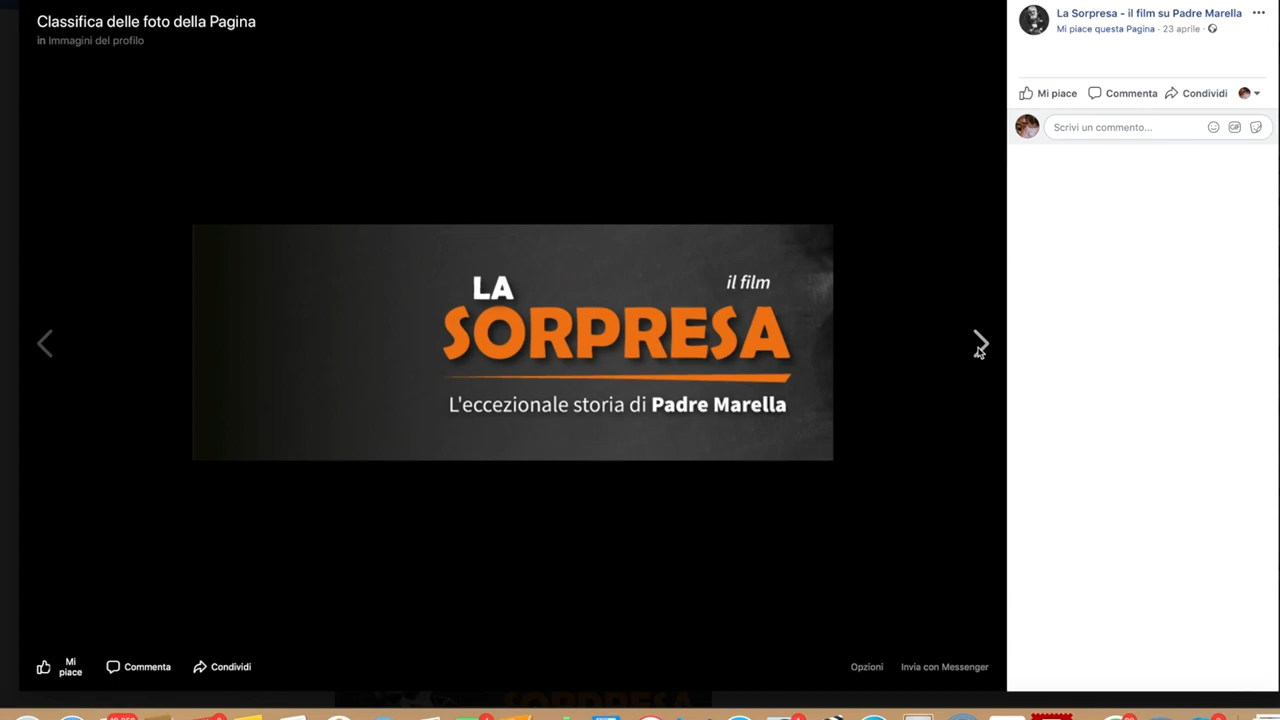 Classifica delle foto della Pagina
in Immagini del profilo
LA
il film
SORPRESA
L'eccezionale storia di Padre Marella
Mi piace
Commenta
Condividi
Opzioni
Invia con Messenger
La Sorpresa - il film su Padre Marella
Mi piace questa Pagina · 23 aprile ·
Mi piace
Commenta
Condividi
Scrivi un commento...
GIF
SORPRESA